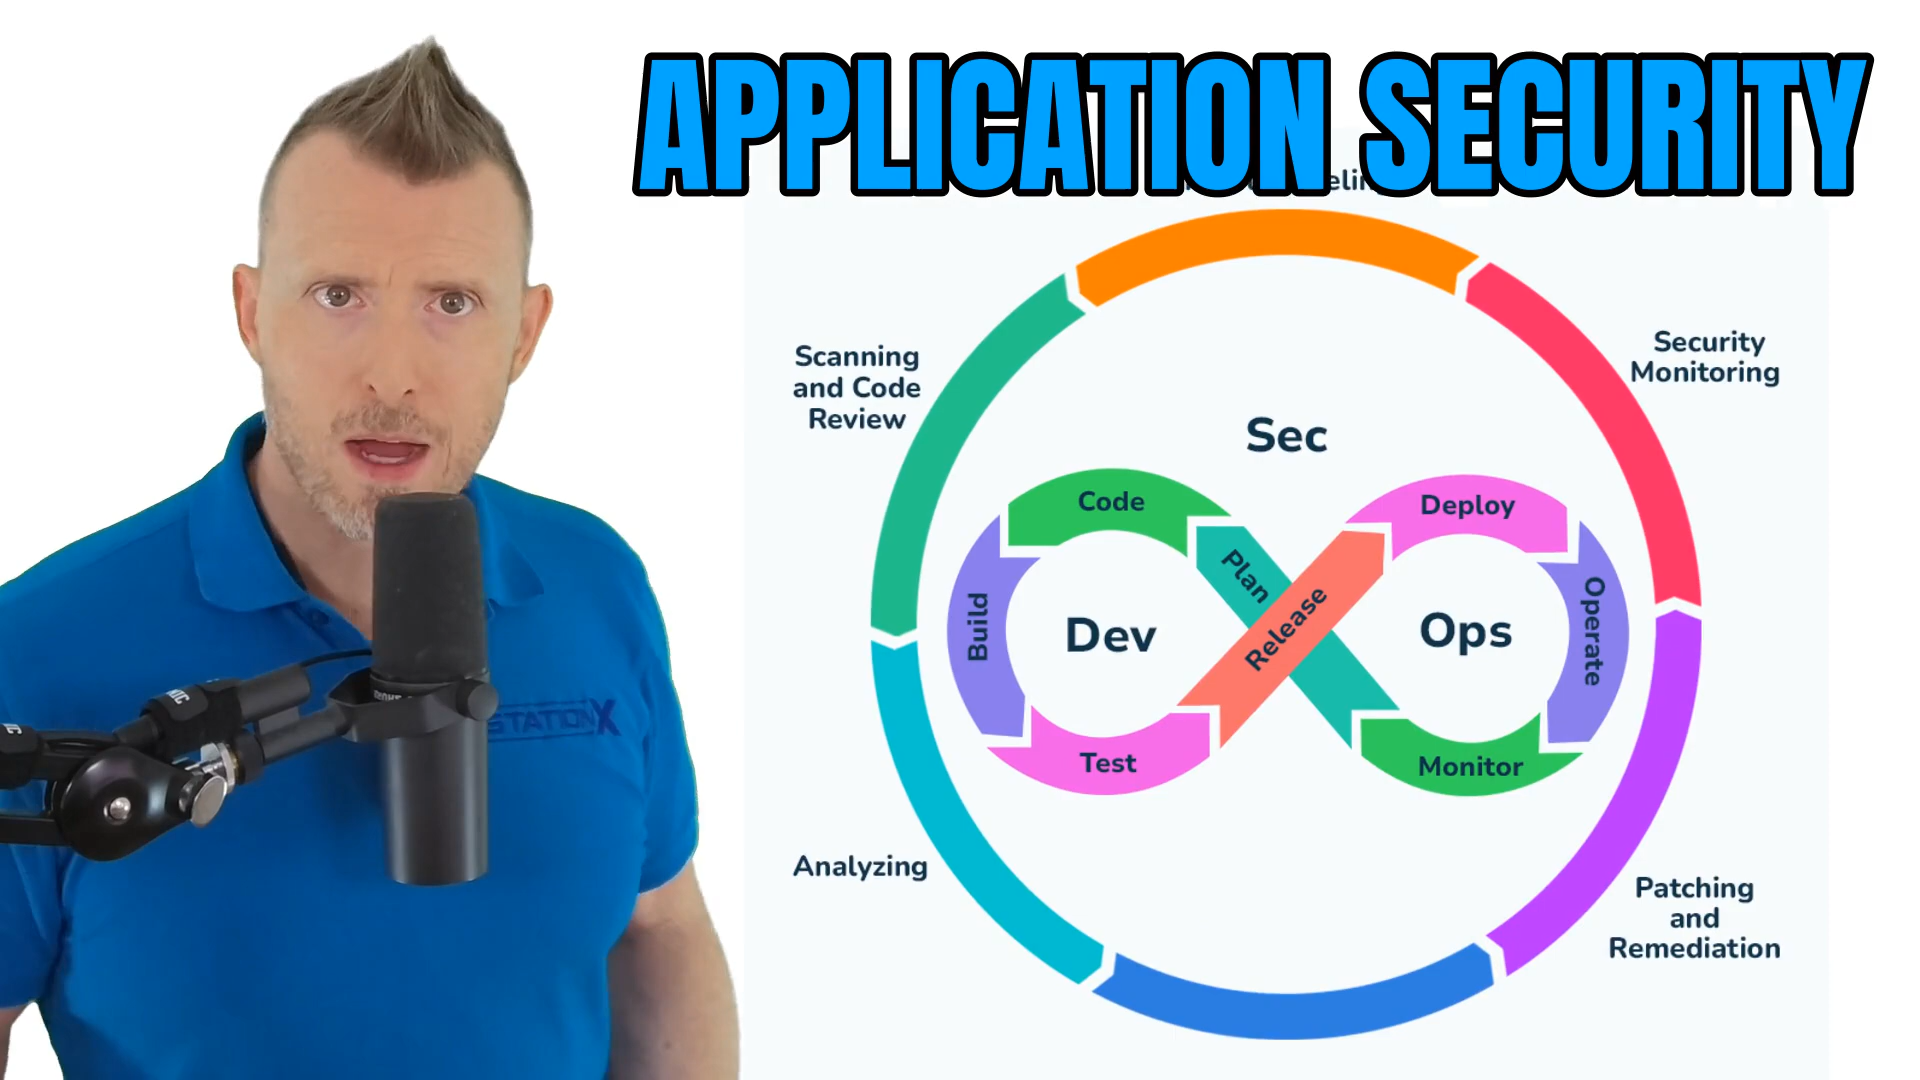 APPLICATION SECURITY
Scanning
and Code
Review
Security
Monitoring
Sec
Code
Deploy
Plan
Build
Dev
Release
Ops
Operate
Test
Monitor
STATIONX
Analyzing
Patching
and
Remediation